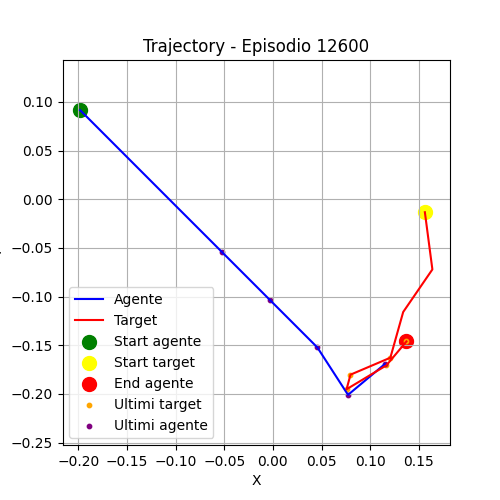 Trajectory - Episodio 12600
0.10
0.05
0.00
−0.05
−0.10
−0.15
−0.20
−0.25
Agente
Target
Start agente
Start target
End agente
Ultimi target
Ultimi agente
−0.20 −0.15 −0.10 −0.05 0.00 0.05 0.10 0.15
X